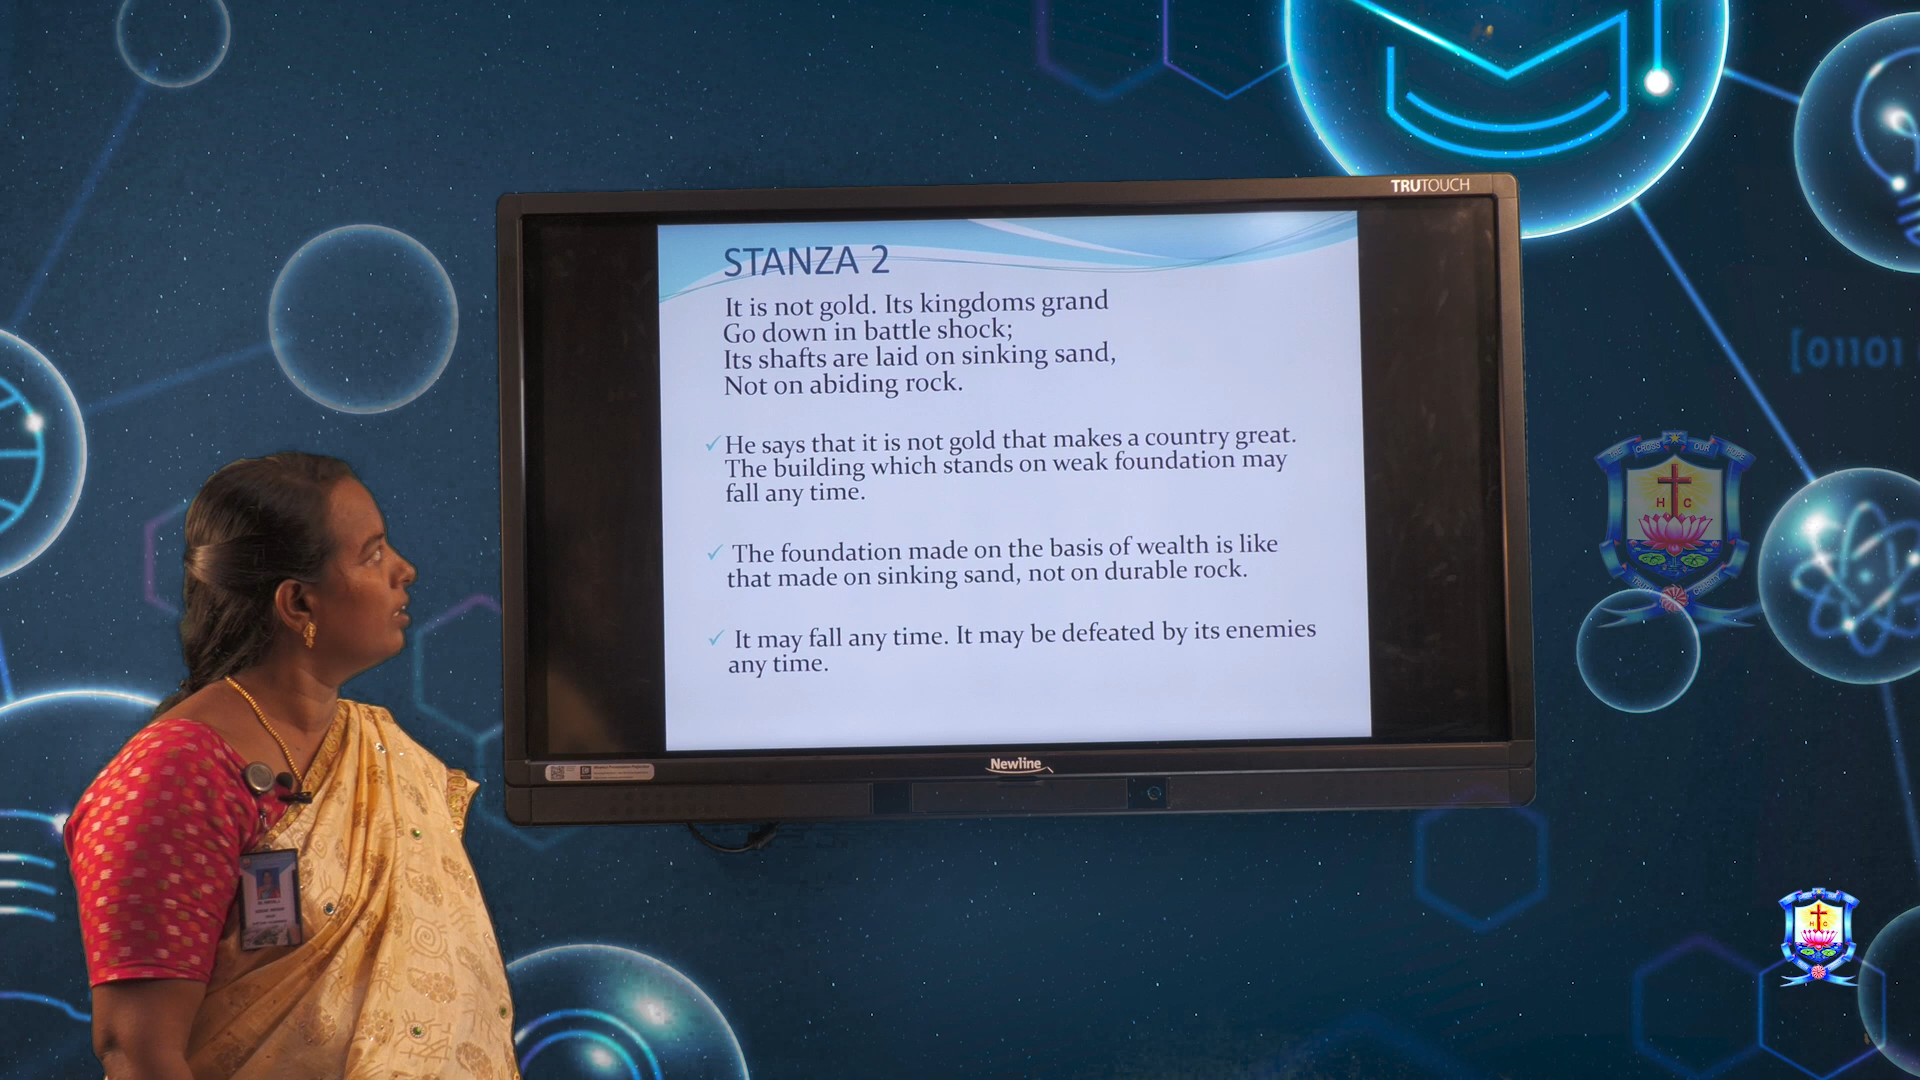 TRUTOUCH
STANZA 2
It is not gold. Its kingdoms grand
Go down in battle shock;
Its shafts are laid on sinking sand,
Not on abiding rock.
He says that it is not gold that makes a country great.
The building which stands on weak foundation may
fall any time.
The foundation made on the basis of wealth is like
that made on sinking sand, not on durable rock.
It may fall any time. It may be defeated by its enemies
any time.
Newline
[01101
THE CROSS OUR HOPE
H C
H C